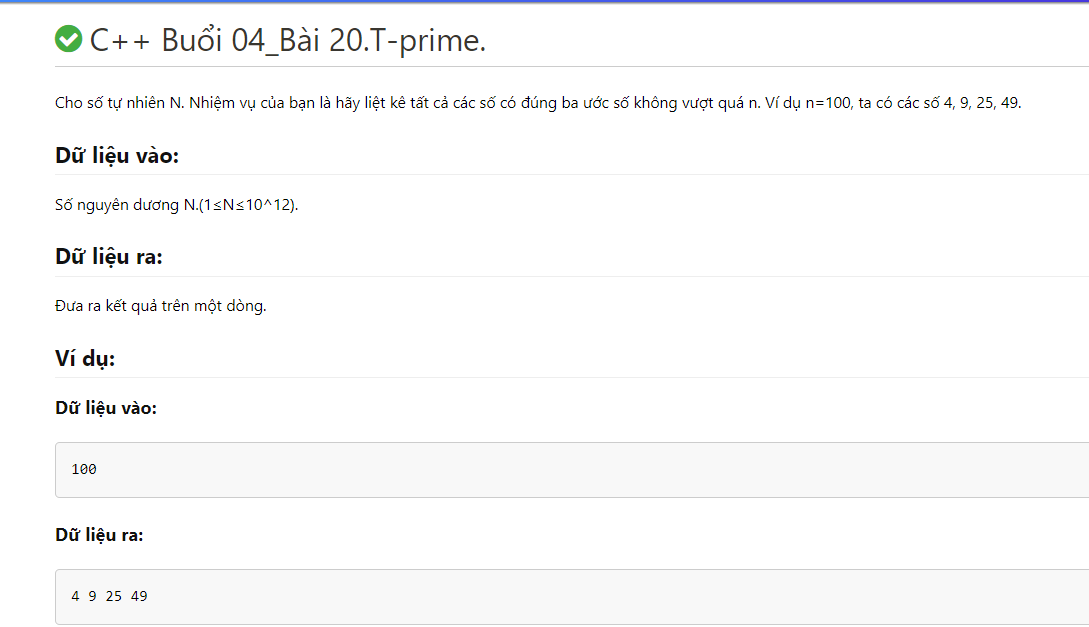 C++ Buổi 04_Bài 20.T-prime.
Cho số tự nhiên N. Nhiệm vụ của bạn là hãy liệt kê tất cả các số có đúng ba ước số không vượt quá n. Ví dụ n=100, ta có các số 4, 9, 25, 49.
Dữ liệu vào:
Số nguyên dương N.(1≤N≤10^12).
Dữ liệu ra:
Đưa ra kết quả trên một dòng.
Ví dụ:
Dữ liệu vào:
100
Dữ liệu ra:
4 9 25 49